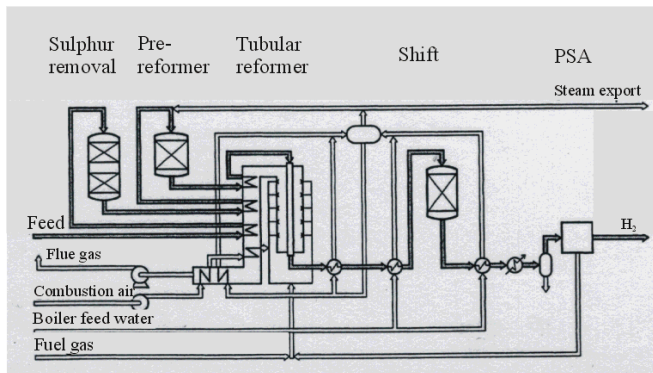 Sulphur removal
Pre-reformer
Tubular reformer
Shift
PSA
Steam export
Feed
H2
Flue gas
Combustion air
Boiler feed water
Fuel gas